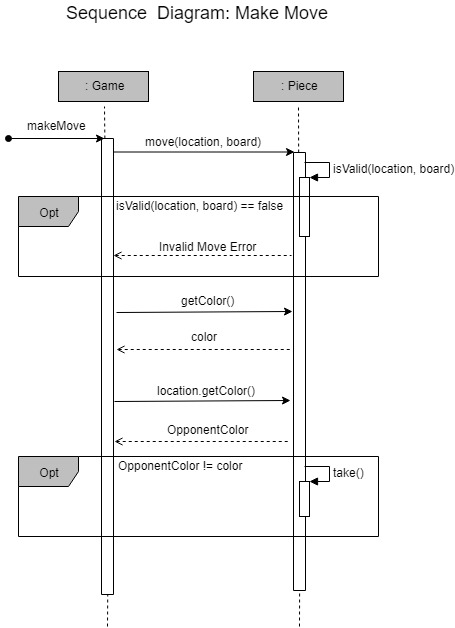 Sequence Diagram: Make Move
: Game
: Piece
makeMove
move(location, board)
isValid(location, board)
Opt
isValid(location, board) == false
Invalid Move Error
getColor()
color
location.getColor()
OpponentColor
Opt
OpponentColor != color
take()